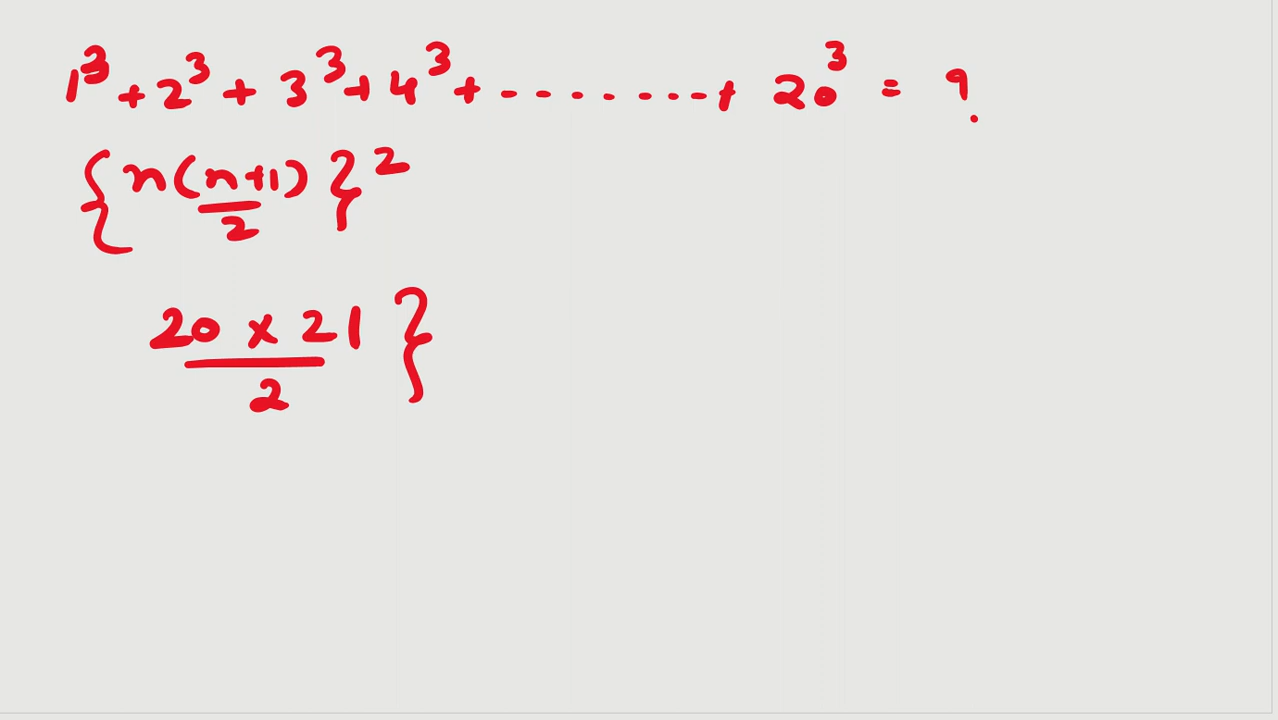 1³ + 2³ + 3³ + 4³ + - - - - - - - + 20³ = ?
{n(n+1)/2}²
20 × 21/2}